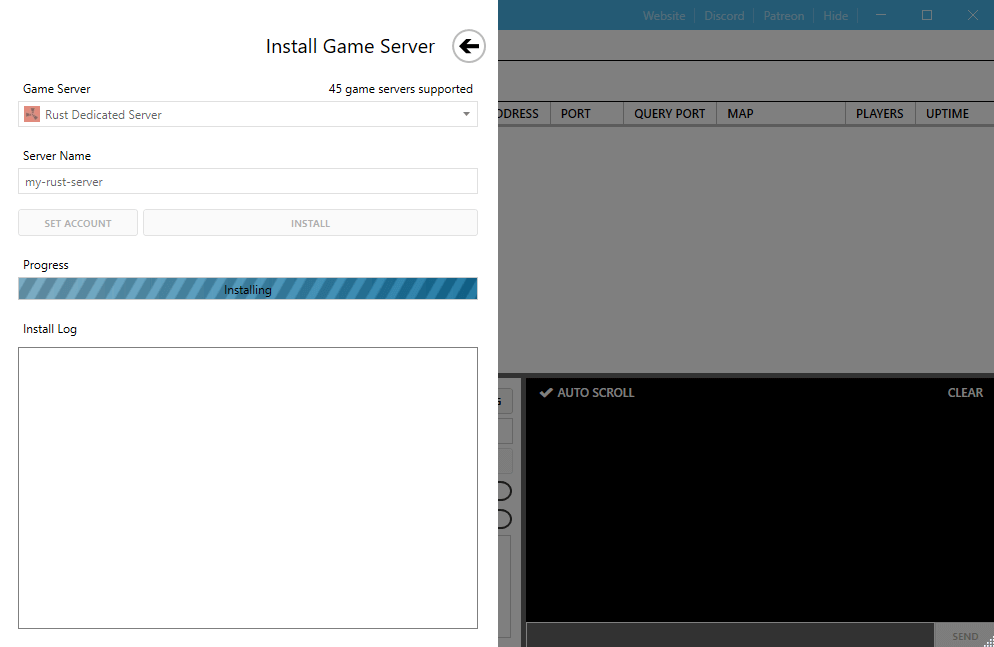 Website Discord Patreon Hide
Install Game Server
Game Server 45 game servers supported
Rust Dedicated Server
DDRESS PORT QUERY PORT MAP PLAYERS UPTIME
Server Name
my-rust-server
SET ACCOUNT INSTALL
Progress
Installing
Install Log
AUTO SCROLL CLEAR
SEND